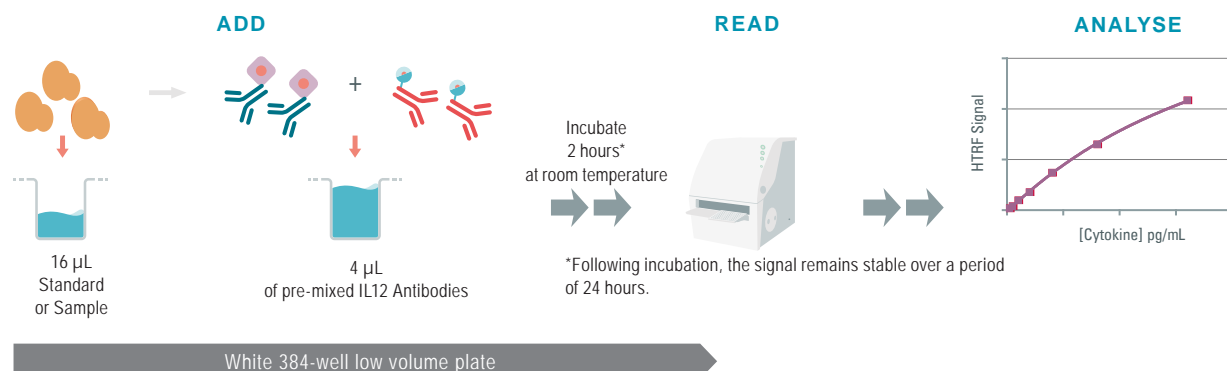 ADD
READ
ANALYSE
+
Incubate
2 hours*
at room temperature
HTRF Signal
[Cytokine] pg/mL
16 µL
Standard
or Sample
4 µL
of pre-mixed IL12 Antibodies
*Following incubation, the signal remains stable over a period
of 24 hours.
White 384-well low volume plate